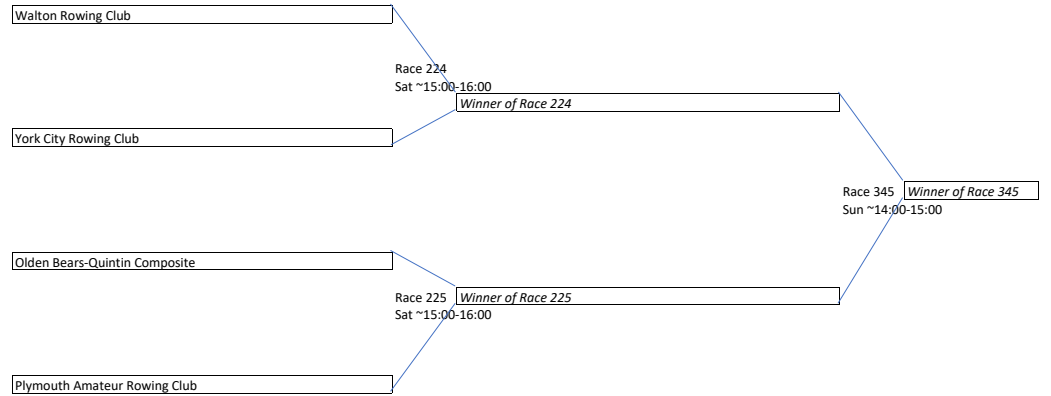 Walton Rowing Club
Race 224
Sat ~15:00-16:00
Winner of Race 224
York City Rowing Club
Race 345
Winner of Race 345
Sun ~14:00-15:00
Olden Bears-Quintin Composite
Race 225
Winner of Race 225
Sat ~15:00-16:00
Plymouth Amateur Rowing Club